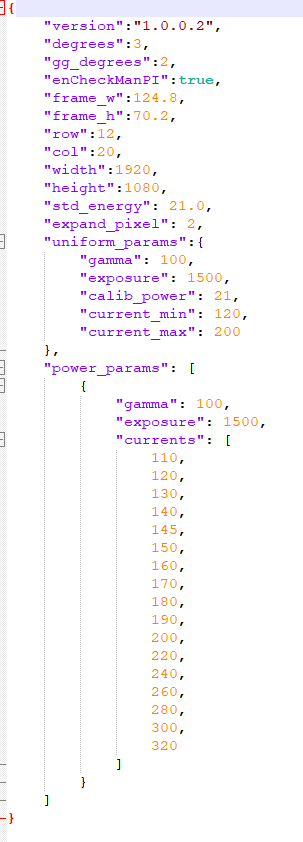 {
"version":"1.0.0.2",
"degrees":3,
"gg_degrees":2,
"enCheckManPI":true,
"frame_w":124.8,
"frame_h":70.2,
"row":12,
"col":20,
"width":1920,
"height":1080,
"std_energy": 21.0,
"expand_pixel": 2,
"uniform_params":{
"gamma": 100,
"exposure": 1500,
"calib_power": 21,
"current_min": 120,
"current_max": 200
},
"power_params": [
{
"gamma": 100,
"exposure": 1500,
"currents": [
110,
120,
130,
140,
145,
150,
160,
170,
180,
190,
200,
220,
240,
260,
280,
300,
320
]
}
]
}